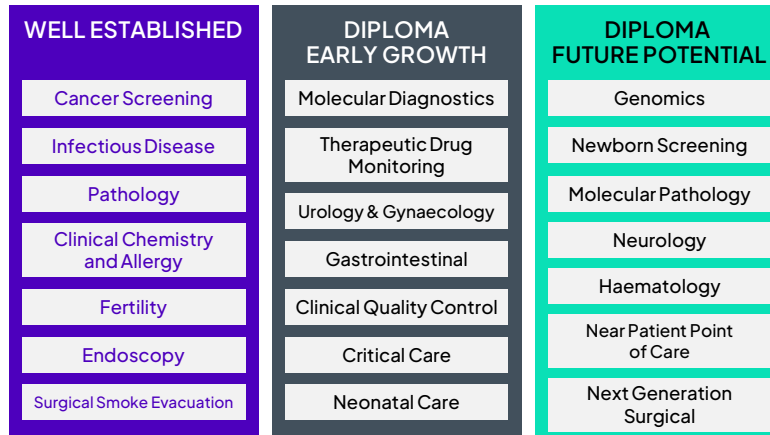 WELL ESTABLISHED
Cancer Screening
Infectious Disease
Pathology
Clinical Chemistry
and Allergy
Fertility
Endoscopy
Surgical Smoke Evacuation
DIPLOMA
EARLY GROWTH
Molecular Diagnostics
Therapeutic Drug
Monitoring
Urology & Gynaecology
Gastrointestinal
Clinical Quality Control
Critical Care
Neonatal Care
DIPLOMA
FUTURE POTENTIAL
Genomics
Newborn Screening
Molecular Pathology
Neurology
Haematology
Near Patient Point
of Care
Next Generation
Surgical